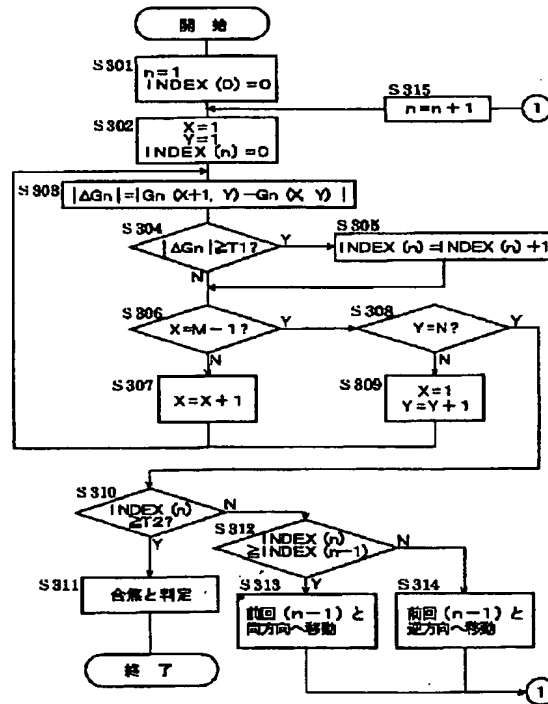 開始
S301
n=1
INDEX (0)=0
S315
n=n+1
1
S302
X=1
Y=1
INDEX (n)=0
S303
|ΔGn|=|Gn (X+1, Y)-Gn (X, Y) |
S304
|ΔGn|≧T1?
Y
N
S305
INDEX (n)=INDEX (n)+1
S306
X=M-1?
Y
N
S308
Y=N?
Y
N
S307
X=X+1
S309
X=1
Y=Y+1
S310
INDEX (n)
≧T2?
N
Y
S312
INDEX (n)
≧INDEX (n-1)
N
Y
S311
合焦と判定
S313
前回 (n-1) と
同方向へ移動
S314
前回 (n-1) と
逆方向へ移動
終了
1